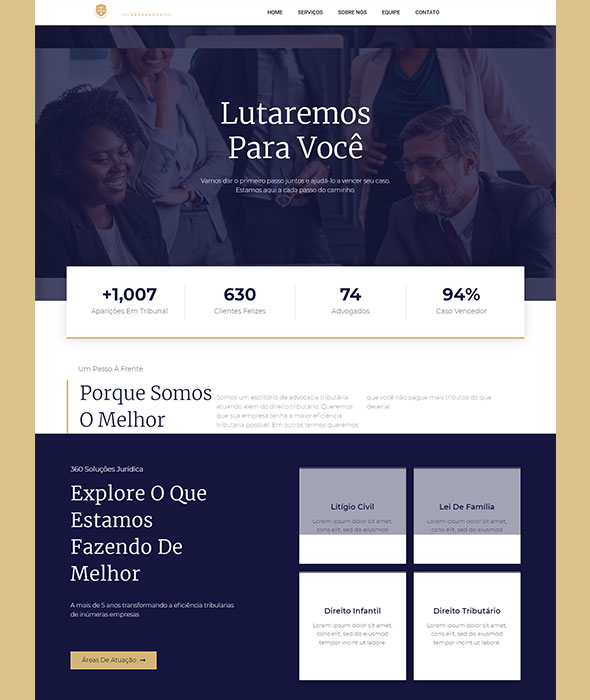 HOME SERVIÇOS SOBRE NÓS EQUIPE CONTATO
Lutaremos
Para Você
Vamos dar o primeiro passo juntos e ajudá-lo a vencer seu caso.
Estamos aqui a cada passo do caminho.
+1,007 630 74 94%
Aparições Em Tribunal Clientes Felizes Advogados Caso Vencedor
Um Passo À Frente
Porque Somos
O Melhor
Somos um escritório de advocacia tributária
atuando além do direito tributário. Queremos
que sua empresa tenha a maior eficiência
tributária possível. Em outros termos queremos
que você não pague mais tributos do que
deveria!
360 Soluções Jurídica
Explore O Que
Estamos
Fazendo De
Melhor
A mais de 5 anos transformando a eficiência tributarias
de inúmeras empresas
Áreas De Atuação
Litígio Civil
Lorem ipsum dolor sit amet,
cons elit, sed do eiusmod
Lei De Família
Lorem ipsum dolor sit amet,
cons elit, sed do eiusmod
Direito Infantil
Lorem ipsum dolor sit amet,
cons elit, sed do eiusmod
tempor incint ut labore.
Direito Tributário
Lorem ipsum dolor sit amet,
cons elit, sed do eiusmod
tempor incint ut labore.